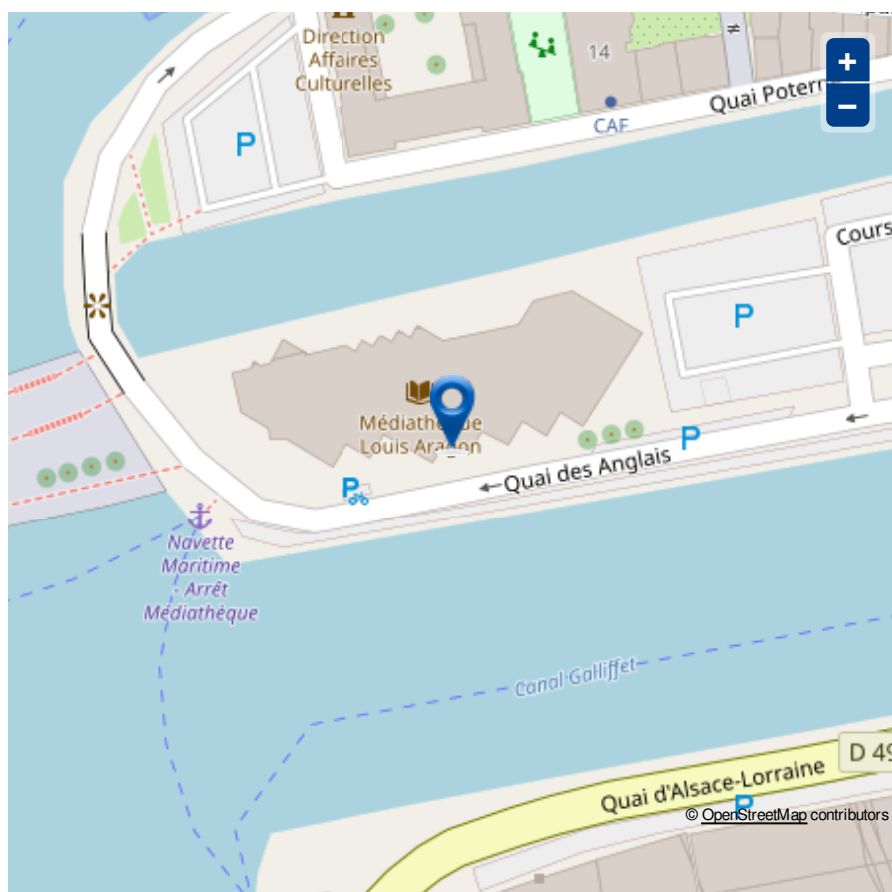 Direction
Affaires
Culturelles
14
+
−
Quai Poterne
CAF
P
Cours
P
Médiathèque
Louis Aragon
P
Quai des Anglais
P
Navette
Maritime
- Arrêt
Médiathèque
Canal Galliffet
D 49
Quai d'Alsace-Lorraine
P
© OpenStreetMap contributors